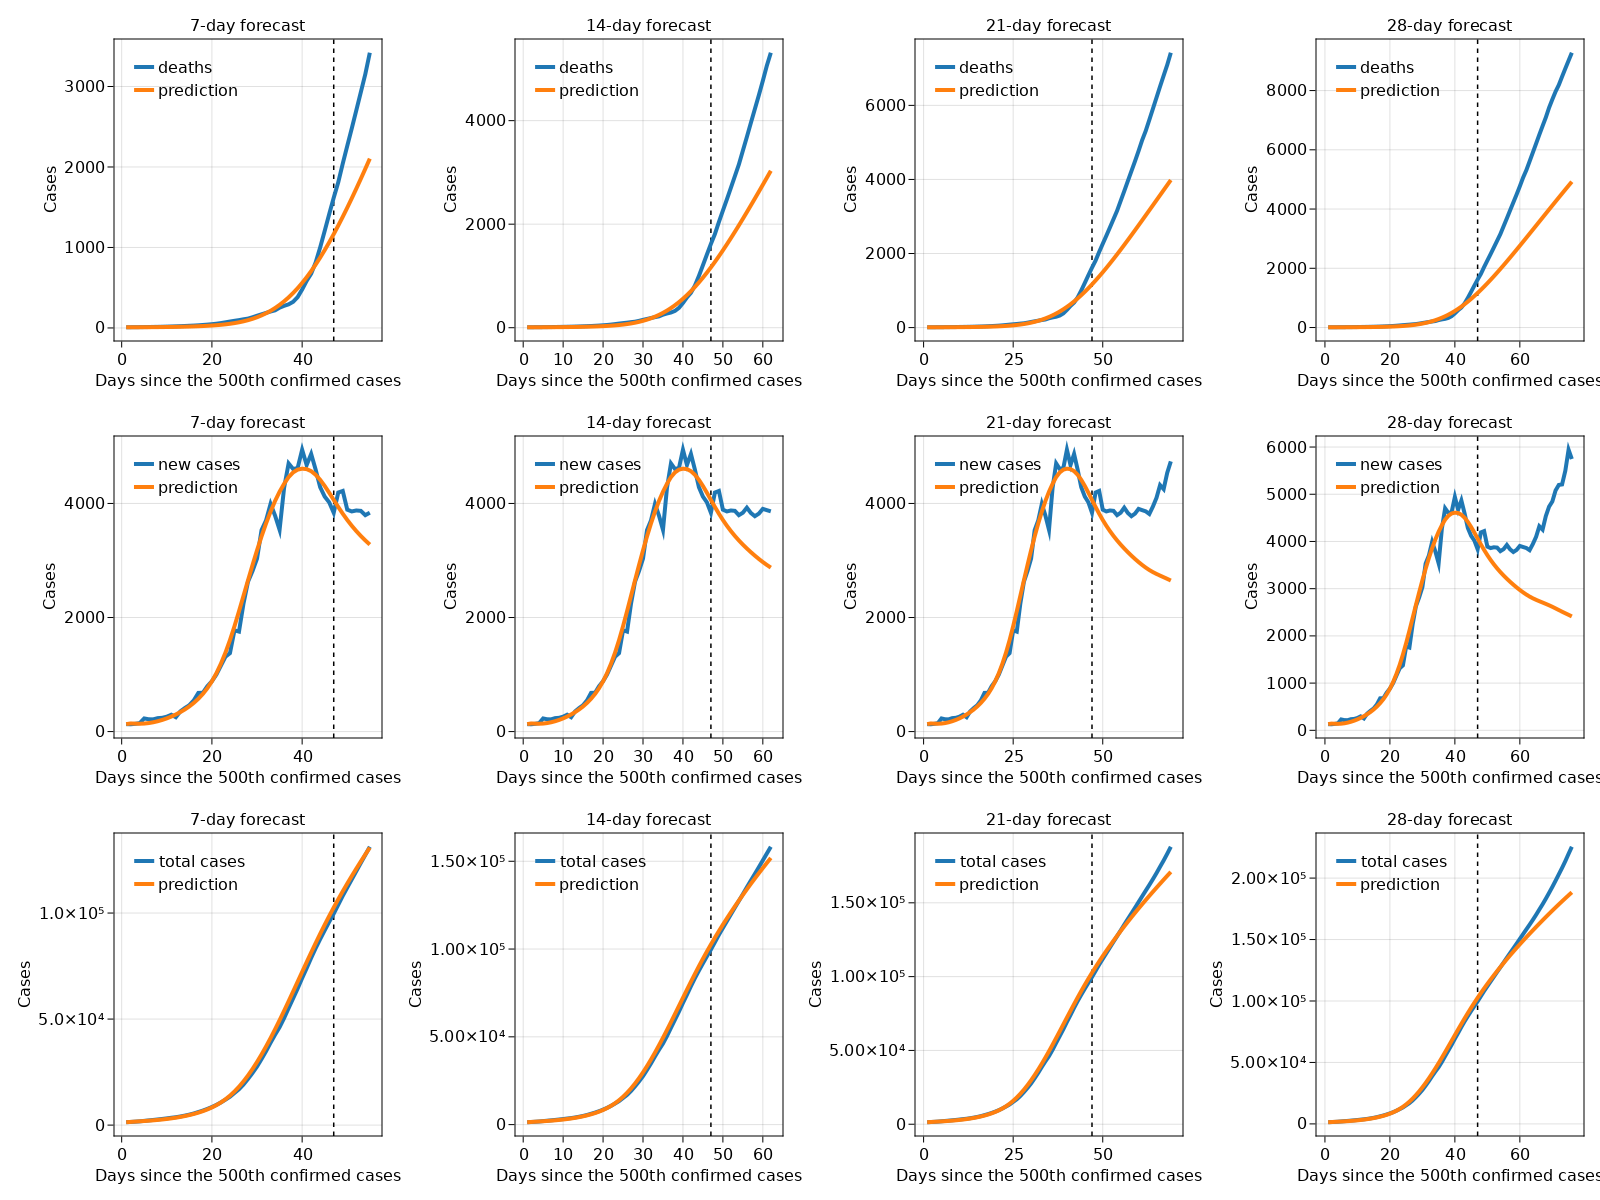 7-day forecast
deaths
prediction
Cases
3000
2000
1000
0
0 20 40
Days since the 500th confirmed cases
14-day forecast
deaths
prediction
Cases
4000
2000
0
0 10 20 30 40 50 60
Days since the 500th confirmed cases
21-day forecast
deaths
prediction
Cases
6000
4000
2000
0
0 25 50
Days since the 500th confirmed cases
28-day forecast
deaths
prediction
Cases
8000
6000
4000
2000
0
0 20 40 60
Days since the 500th confirmed cases
7-day forecast
new cases
prediction
Cases
4000
2000
0
0 20 40
Days since the 500th confirmed cases
14-day forecast
new cases
prediction
Cases
4000
2000
0
0 10 20 30 40 50 60
Days since the 500th confirmed cases
21-day forecast
new cases
prediction
Cases
4000
2000
0
0 25 50
Days since the 500th confirmed cases
28-day forecast
new cases
prediction
Cases
6000
5000
4000
3000
2000
1000
0
0 20 40 60
Days since the 500th confirmed cases
7-day forecast
total cases
prediction
Cases
1.0×10⁵
5.0×10⁴
0
0 20 40
Days since the 500th confirmed cases
14-day forecast
total cases
prediction
Cases
1.50×10⁵
1.00×10⁵
5.00×10⁴
0
0 10 20 30 40 50 60
Days since the 500th confirmed cases
21-day forecast
total cases
prediction
Cases
1.50×10⁵
1.00×10⁵
5.00×10⁴
0
0 25 50
Days since the 500th confirmed cases
28-day forecast
total cases
prediction
Cases
2.00×10⁵
1.50×10⁵
1.00×10⁵
5.00×10⁴
0
0 20 40 60
Days since the 500th confirmed cases